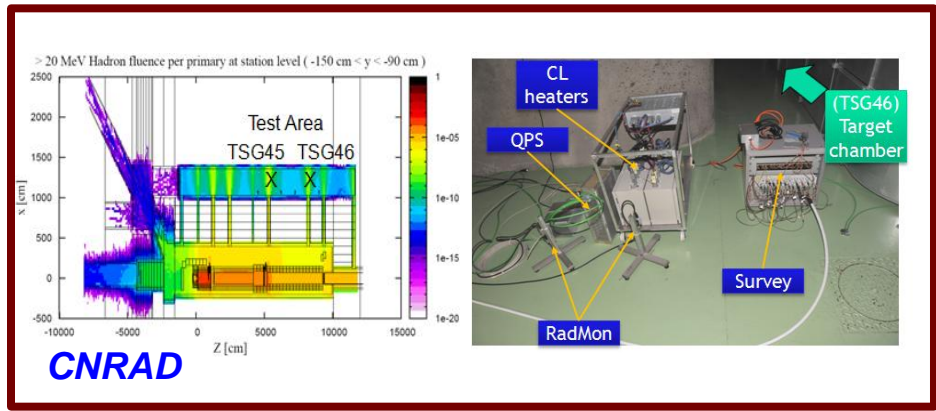 > 20 MeV Hadron fluence per primary at station level ( -150 cm < y < -90 cm )
2500
2000
1500
1000
500
0
-500
x [cm]
-10000
-5000
0
5000
10000
15000
Z [cm]
Test Area
TSG45
TSG46
X
X
1
1e-05
1e-10
1e-15
1e-20
CNRAD
CL
heaters
QPS
(TSG46)
Target
chamber
Survey
RadMon